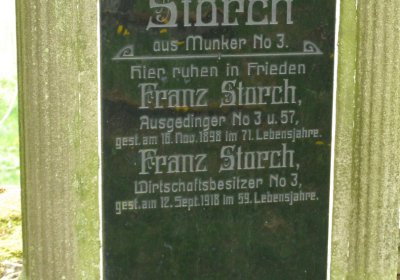 Storch
aus Munker No 3.
Hier ruhen in Frieden
Franz Storch,
Ausgedinger No 3 u. 57,
gest. am 16. Nov. 1898 im 71. Lebensjahre.
Franz Storch,
Wirtschaftsbesitzer No 3,
gest. am 12. Sept. 1918 im 59. Lebensjahre.